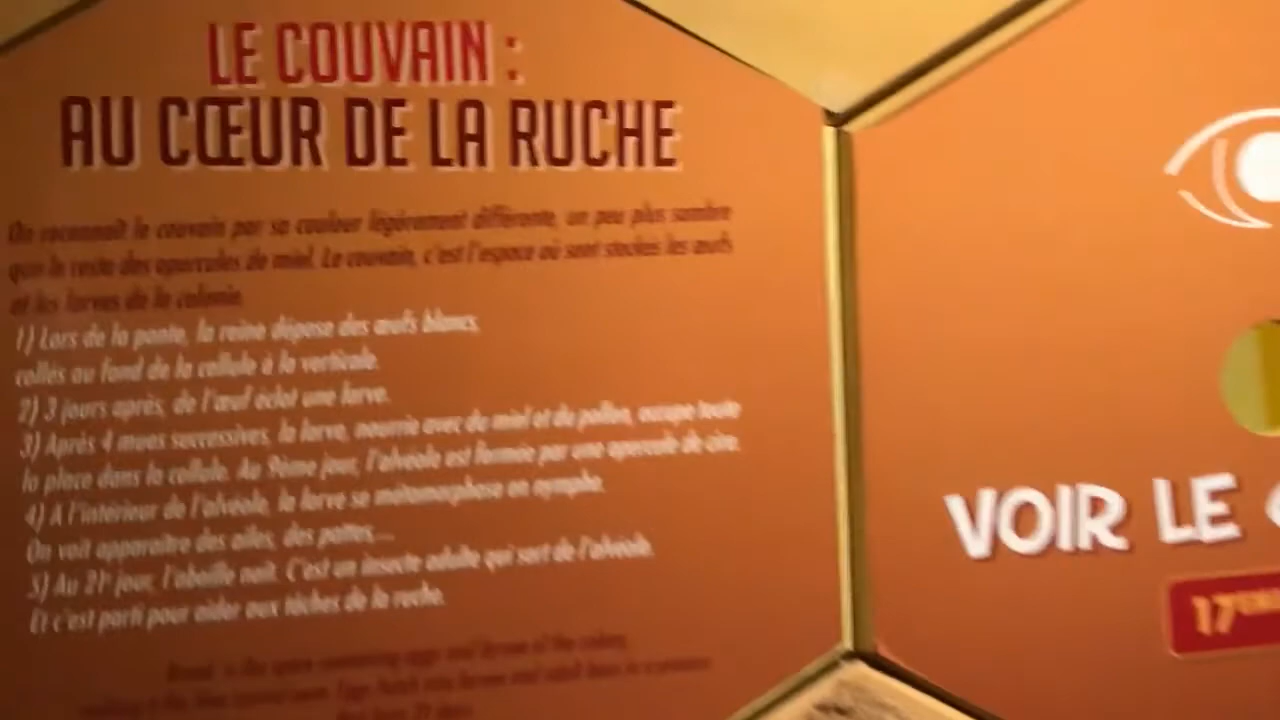 LE COUVAIN :
AU CŒUR DE LA RUCHE
On reconnaît le couvain par sa couleur légèrement différente, un peu plus sombre
que le reste des opercules de miel. Le couvain, c'est l'espace où sont stockés les œufs
et les larves de la colonie.
1) Lors de la ponte, la reine dépose des œufs blancs,
collés au fond de la cellule à la verticale.
2) 3 jours après, de l'œuf éclot une larve.
3) Après 4 mues successives, la larve, nourrie avec du miel et du pollen, occupe toute
la place dans la cellule. Au 9ème jour, l'alvéole est fermée par une opercule de cire.
4) A l'intérieur de l'alvéole, la larve se métamorphose en nymphe.
On voit apparaître des ailes, des pattes...
5) Au 21e jour, l'abeille naît. C'est un insecte adulte qui sort de l'alvéole.
Et c'est parti pour aider aux tâches de la ruche.
VOIR LE
17